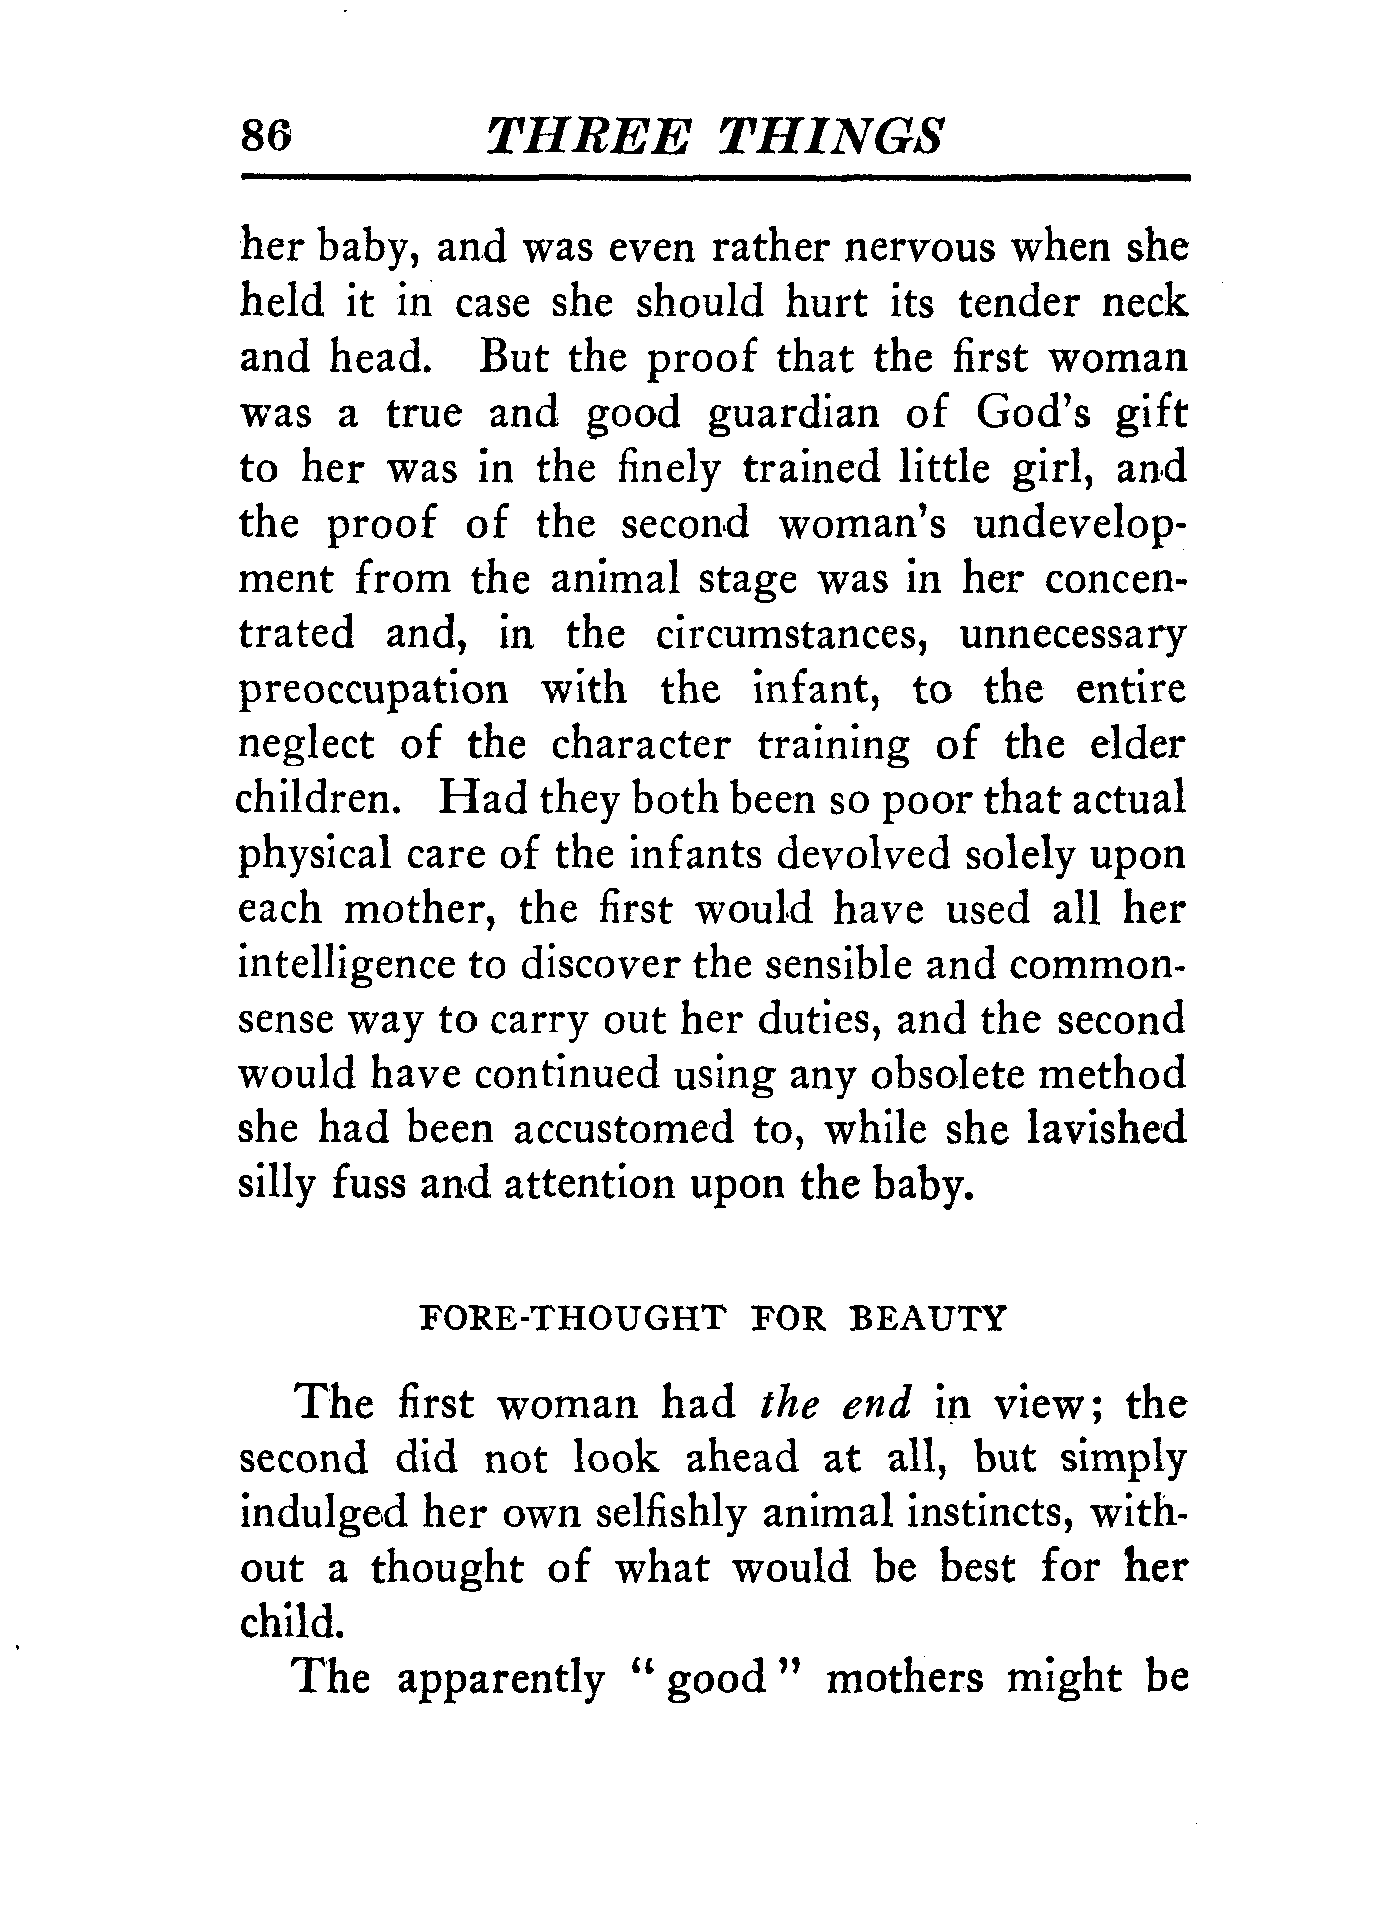 86 THREE THINGS
her baby, and was even rather nervous when she
held it in case she should hurt its tender neck
and head. But the proof that the first woman
was a true and good guardian of God's gift
to her was in the finely trained little girl, and
the proof of the second woman's undevelop-
ment from the animal stage was in her concen-
trated and, in the circumstances, unnecessary
preoccupation with the infant, to the entire
neglect of the character training of the elder
children. Had they both been so poor that actual
physical care of the infants devolved solely upon
each mother, the first would have used all her
intelligence to discover the sensible and common-
sense way to carry out her duties, and the second
would have continued using any obsolete method
she had been accustomed to, while she lavished
silly fuss and attention upon the baby.
FORE-THOUGHT FOR BEAUTY
The first woman had the end in view; the
second did not look ahead at all, but simply
indulged her own selfishly animal instincts, with-
out a thought of what would be best for her
child.
The apparently "good" mothers might be